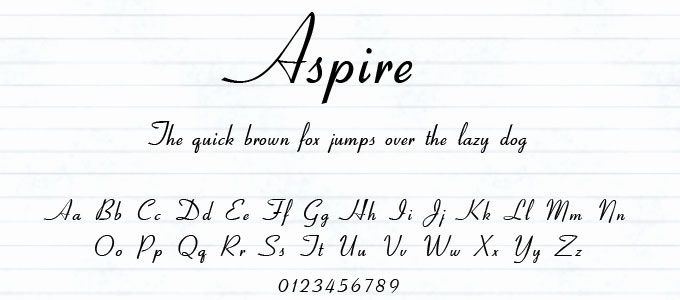 Aspire
The quick brown fox jumps over the lazy dog
Aa Bb Cc Dd Ee Ff Gg Hh Ii Jj Kk Ll Mm Nn
Oo Pp Qq Rr Ss Tt Uu Vv Ww Xx Yy Zz
0123456789